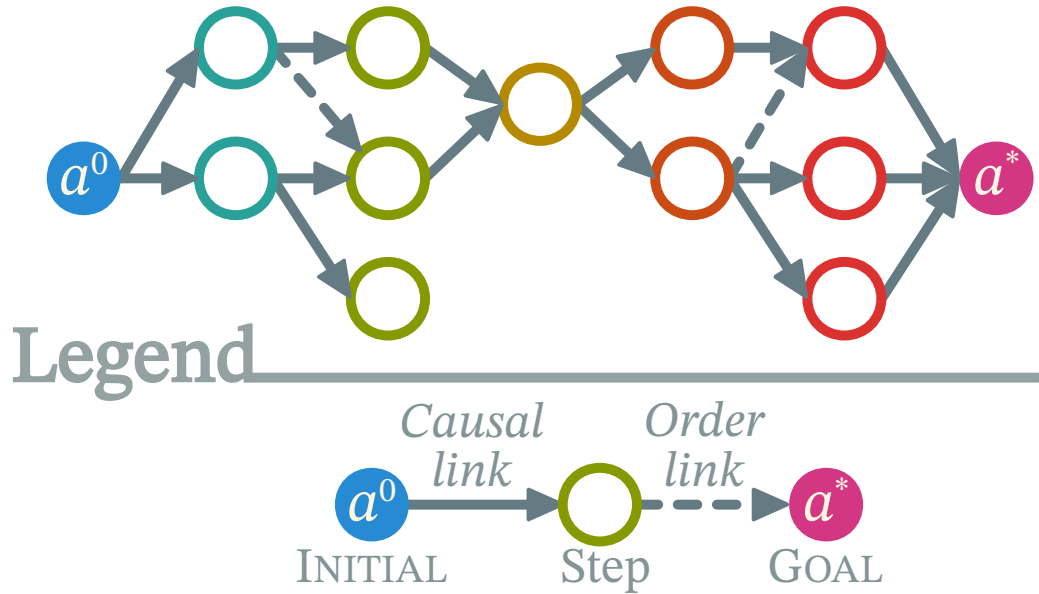 a⁰
a*
Legend
Causal
link
Order
link
a⁰
a*
INITIAL
Step
GOAL